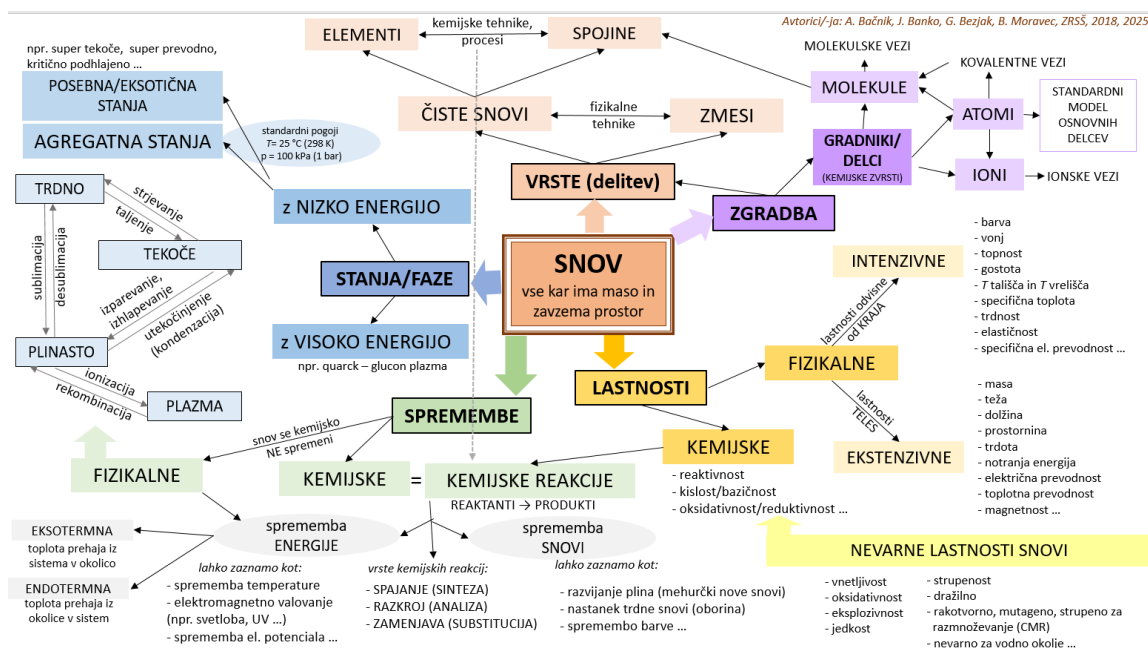 Avtorici/-ja: A. Bačnik, J. Banko, G. Bezjak, B. Moravec, ZRSŠ, 2018, 2025
ELEMENTI
kemijske tehnike,
procesi
SPOJINE
MOLEKULSKE VEZI
KOVALENTNE VEZI
MOLEKULE
ATOMI
STANDARDNI
MODEL
OSNOVNIH
DELCEV
GRADNIKI/
DELCI
(KEMIJSKE ZVRSTI)
IONI
IONSKE VEZI
ČISTE SNOVI
fizikalne
tehnike
ZMESI
VRSTE (delitev)
ZGRADBA
npr. super tekoče, super prevodno,
kritično podhlajeno ...
POSEBNA/EKSOTIČNA
STANJA
AGREGATNA STANJA
standardni pogoji
T= 25 °C (298 K)
p = 100 kPa (1 bar)
TRDNO
strjevanje
taljenje
TEKOČE
sublimacija
desublimacija
izparevanje,
izhlapevanje
utekočinjenje
(kondenzacija)
PLINASTO
ionizacija
rekombinacija
PLAZMA
z NIZKO ENERGIJO
STANJA/FAZE
z VISOKO ENERGIJO
npr. quarck – glucon plazma
SNOV
vse kar ima maso in
zavzema prostor
LASTNOSTI
INTENZIVNE
lastnosti odvisne
od KRAJA
FIZIKALNE
lastnosti
TELES
EKSTENZIVNE
- barva
- vonj
- topnost
- gostota
- T tališča in T vrelišča
- specifična toplota
- trdnost
- elastičnost
- specifična el. prevodnost ...
- masa
- teža
- dolžina
- prostornina
- trdota
- notranja energija
- električna prevodnost
- toplotna prevodnost
- magnetnost ...
KEMIJSKE
- reaktivnost
- kislost/bazičnost
- oksidativnost/reduktivnost ...
NEVARNE LASTNOSTI SNOVI
- vnetljivost
- oksidativnost
- eksplozivnost
- jedkost
- strupenost
- dražilno
- rakotvorno, mutageno, strupeno za
razmnoževanje (CMR)
- nevarno za vodno okolje ...
SPREMEMBE
snov se kemijsko
NE spremeni
FIZIKALNE
KEMIJSKE
=
KEMIJSKE REAKCIJE
REAKTANTI → PRODUKTI
EKSOTERMNA
toplota prehaja iz
sistema v okolico
ENDOTERMNA
toplota prehaja iz
okolice v sistem
sprememba
ENERGIJE
lahko zaznamo kot:
- sprememba temperature
- elektromagnetno valovanje
(npr. svetloba, UV ...)
- sprememba el. potenciala ...
vrste kemijskih reakcij:
- SPAJANJE (SINTEZA)
- RAZKROJ (ANALIZA)
- ZAMENJAVA (SUBSTITUCIJA)
sprememba
SNOVI
lahko zaznamo kot:
- razvijanje plina (mehurčki nove snovi)
- nastanek trdne snovi (oborina)
- spremembo barve ...